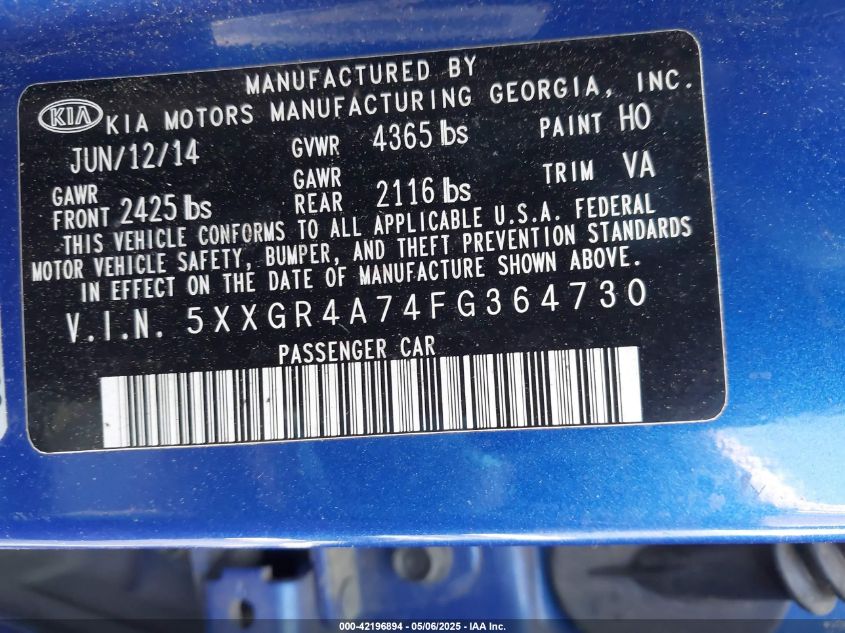 MANUFACTURED BY
KIA KIA MOTORS MANUFACTURING GEORGIA, INC.
JUN/12/14 GVWR 4365 lbs PAINT HO
GAWR FRONT 2425 lbs GAWR REAR 2116 lbs TRIM VA
THIS VEHICLE CONFORMS TO ALL APPLICABLE U.S.A. FEDERAL
MOTOR VEHICLE SAFETY, BUMPER, AND THEFT PREVENTION STANDARDS
IN EFFECT ON THE DATE OF MANUFACTURE SHOWN ABOVE.
V.I.N. 5XXGR4A74FG364730
PASSENGER CAR
000-42196894 - 05/06/2025 - IAA Inc.